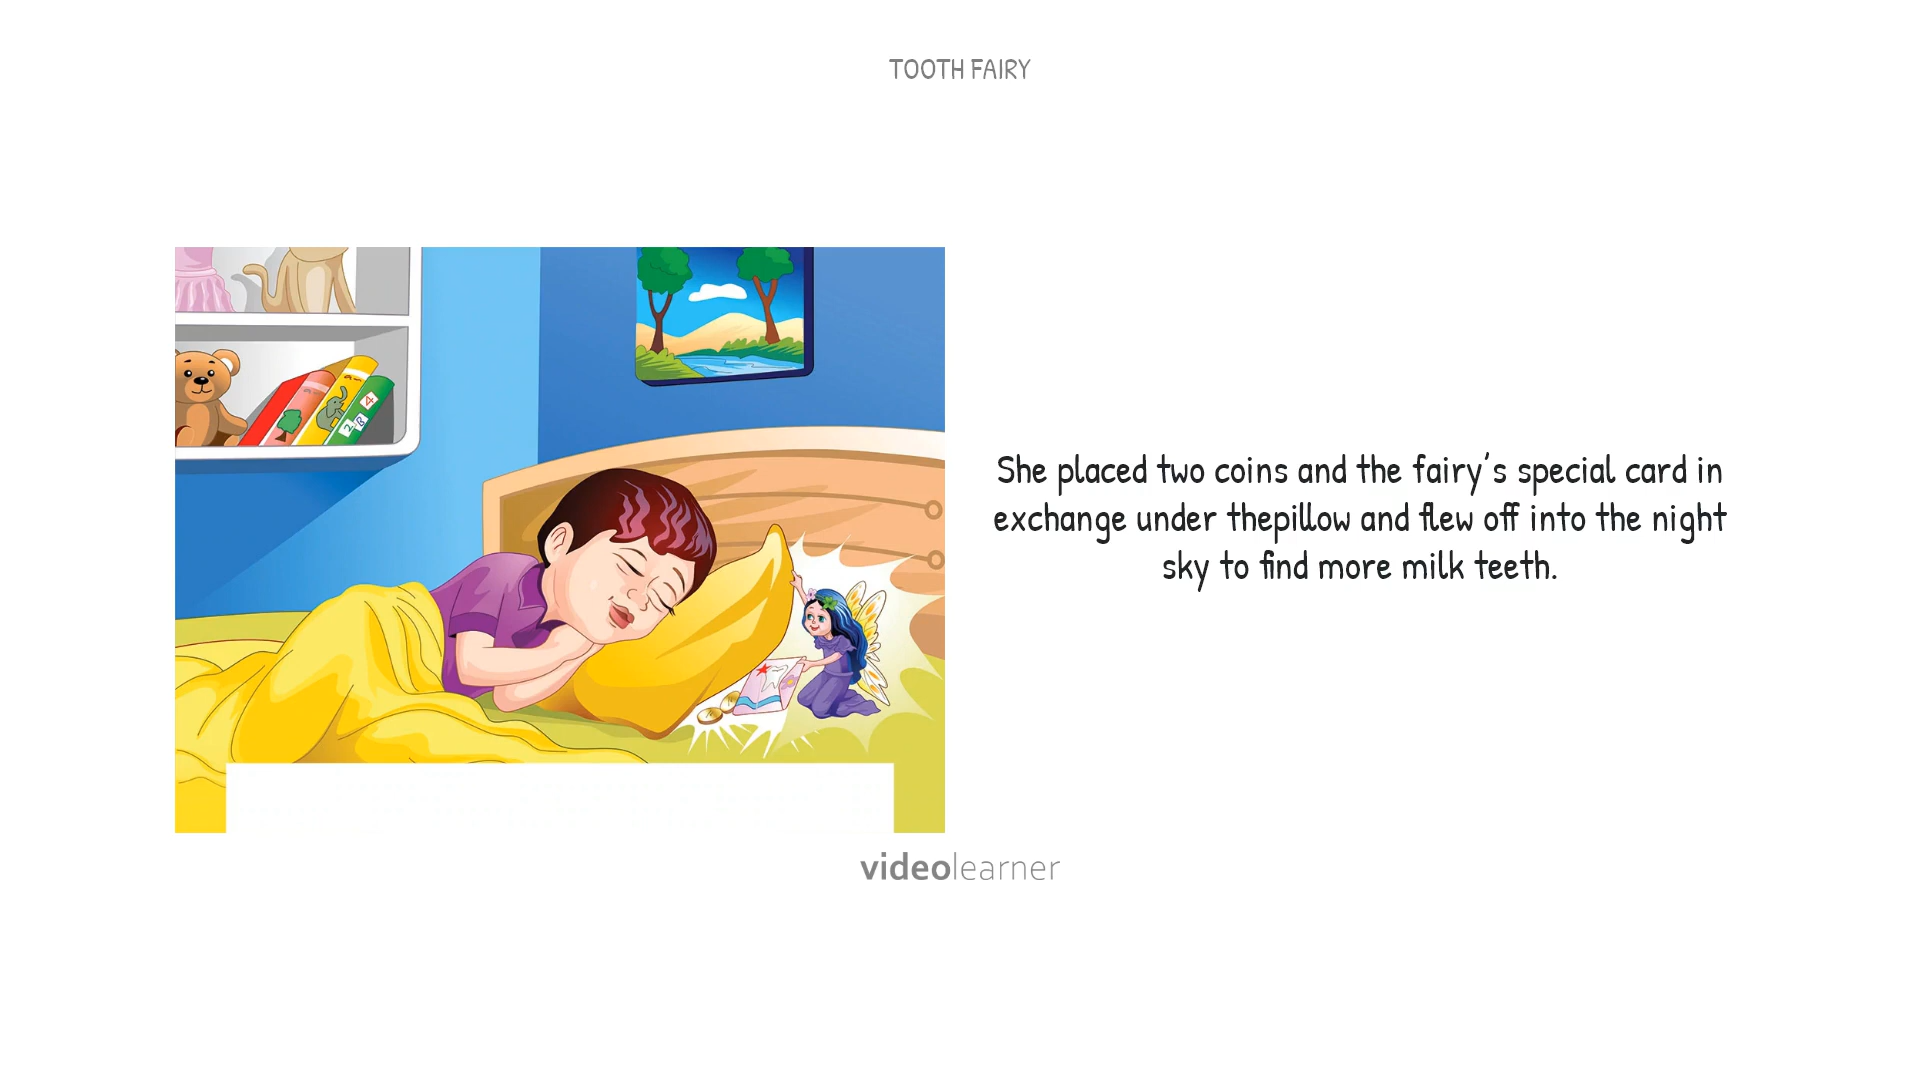 TOOTH FAIRY
She placed two coins and the fairy's special card in
exchange under thepillow and flew off into the night
sky to find more milk teeth.
videolearner